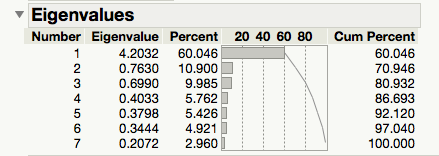 Eigenvalues
Number Eigenvalue Percent 20 40 60 80 Cum Percent
1 4.2032 60.046 60.046
2 0.7630 10.900 70.946
3 0.6990 9.985 80.932
4 0.4033 5.762 86.693
5 0.3798 5.426 92.120
6 0.3444 4.921 97.040
7 0.2072 2.960 100.000